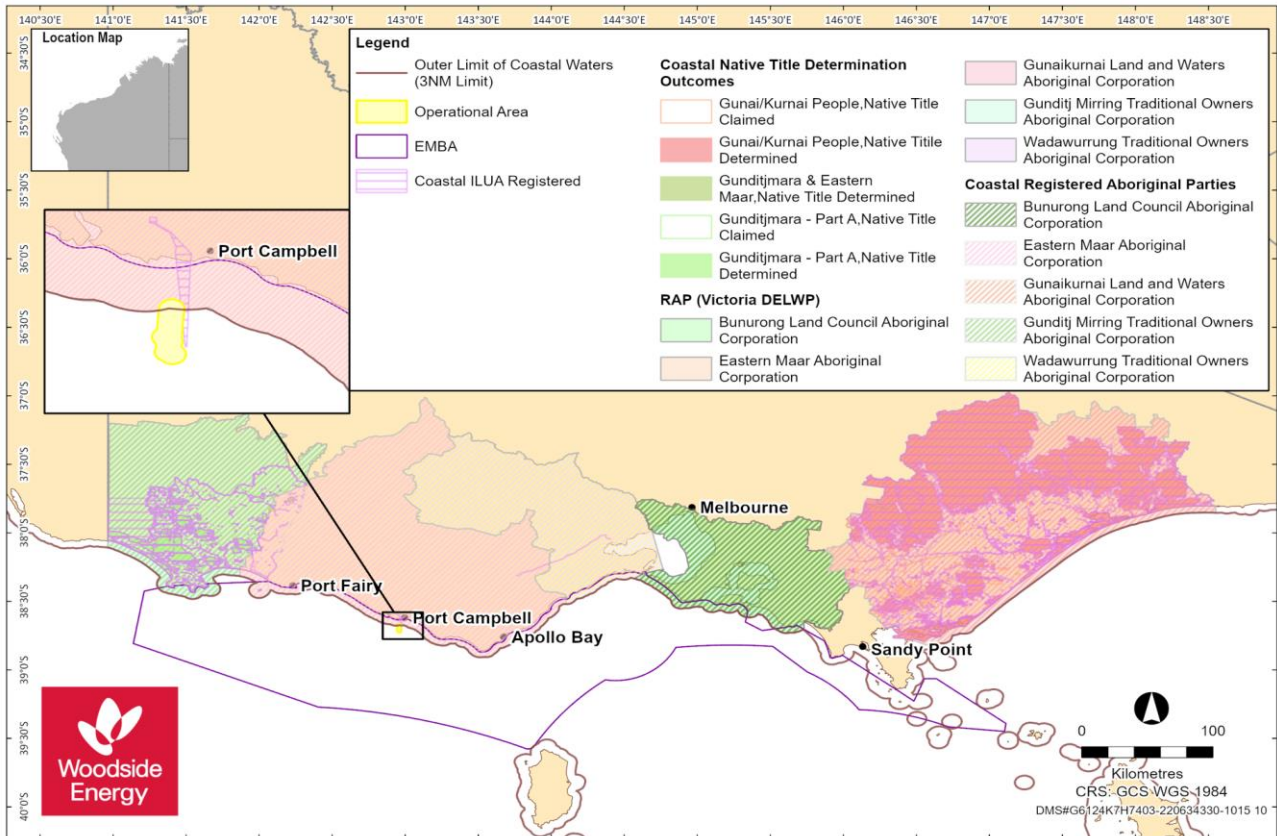 140°30'E 141°0'E 141°30'E 142°0'E 142°30'E 143°0'E 143°30'E 144°0'E 144°30'E 145°0'E 145°30'E 146°0'E 146°30'E 147°0'E 147°30'E 148°0'E 148°30'E
34°30'S
35°0'S
35°30'S
36°0'S
36°30'S
37°0'S
37°30'S
38°0'S
38°30'S
39°0'S
39°30'S
40°0'S
Location Map
Port Campbell
Legend
Outer Limit of Coastal Waters
(3NM Limit)
Operational Area
EMBA
Coastal ILUA Registered
Coastal Native Title Determination
Outcomes
Gunai/Kurnai People,Native Title
Claimed
Gunai/Kurnai People,Native Titile
Determined
Gunditjmara & Eastern
Maar,Native Title Determined
Gunditjmara - Part A,Native Title
Claimed
Gunditjmara - Part A,Native Title
Determined
RAP (Victoria DELWP)
Bunurong Land Council Aboriginal
Corporation
Eastern Maar Aboriginal
Corporation
Gunaikurnai Land and Waters
Aboriginal Corporation
Gunditj Mirring Traditional Owners
Aboriginal Corporation
Wadawurrung Traditional Owners
Aboriginal Corporation
Coastal Registered Aboriginal Parties
Bunurong Land Council Aboriginal
Corporation
Eastern Maar Aboriginal
Corporation
Gunaikurnai Land and Waters
Aboriginal Corporation
Gunditj Mirring Traditional Owners
Aboriginal Corporation
Wadawurrung Traditional Owners
Aboriginal Corporation
Melbourne
Port Fairy
Port Campbell
Apollo Bay
Sandy Point
Woodside
Energy
0 100
Kilometres
CRS: GCS WGS 1984
DMS#G6124K7H7403-220634330-1015 10